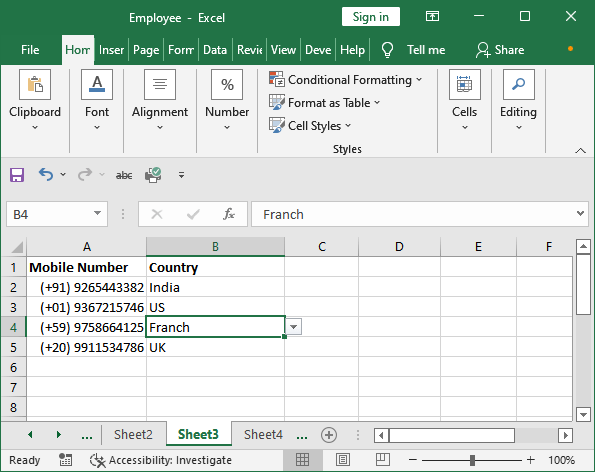 Employee - Excel Sign in
File Hom Inser Page Form Data Revie View Deve Help Tell me Share
Clipboard Font Alignment % Number Conditional Formatting Format as Table Cell Styles Cells Editing
Styles
abc
B4 fx Franch
A B C D E F
1 Mobile Number Country
2 (+91) 9265443382 India
3 (+01) 9367215746 US
4 (+59) 9758664125 Franch
5 (+20) 9911534786 UK
6
7
8
... Sheet2 Sheet3 Sheet4 ...
Ready Accessibility: Investigate 100%